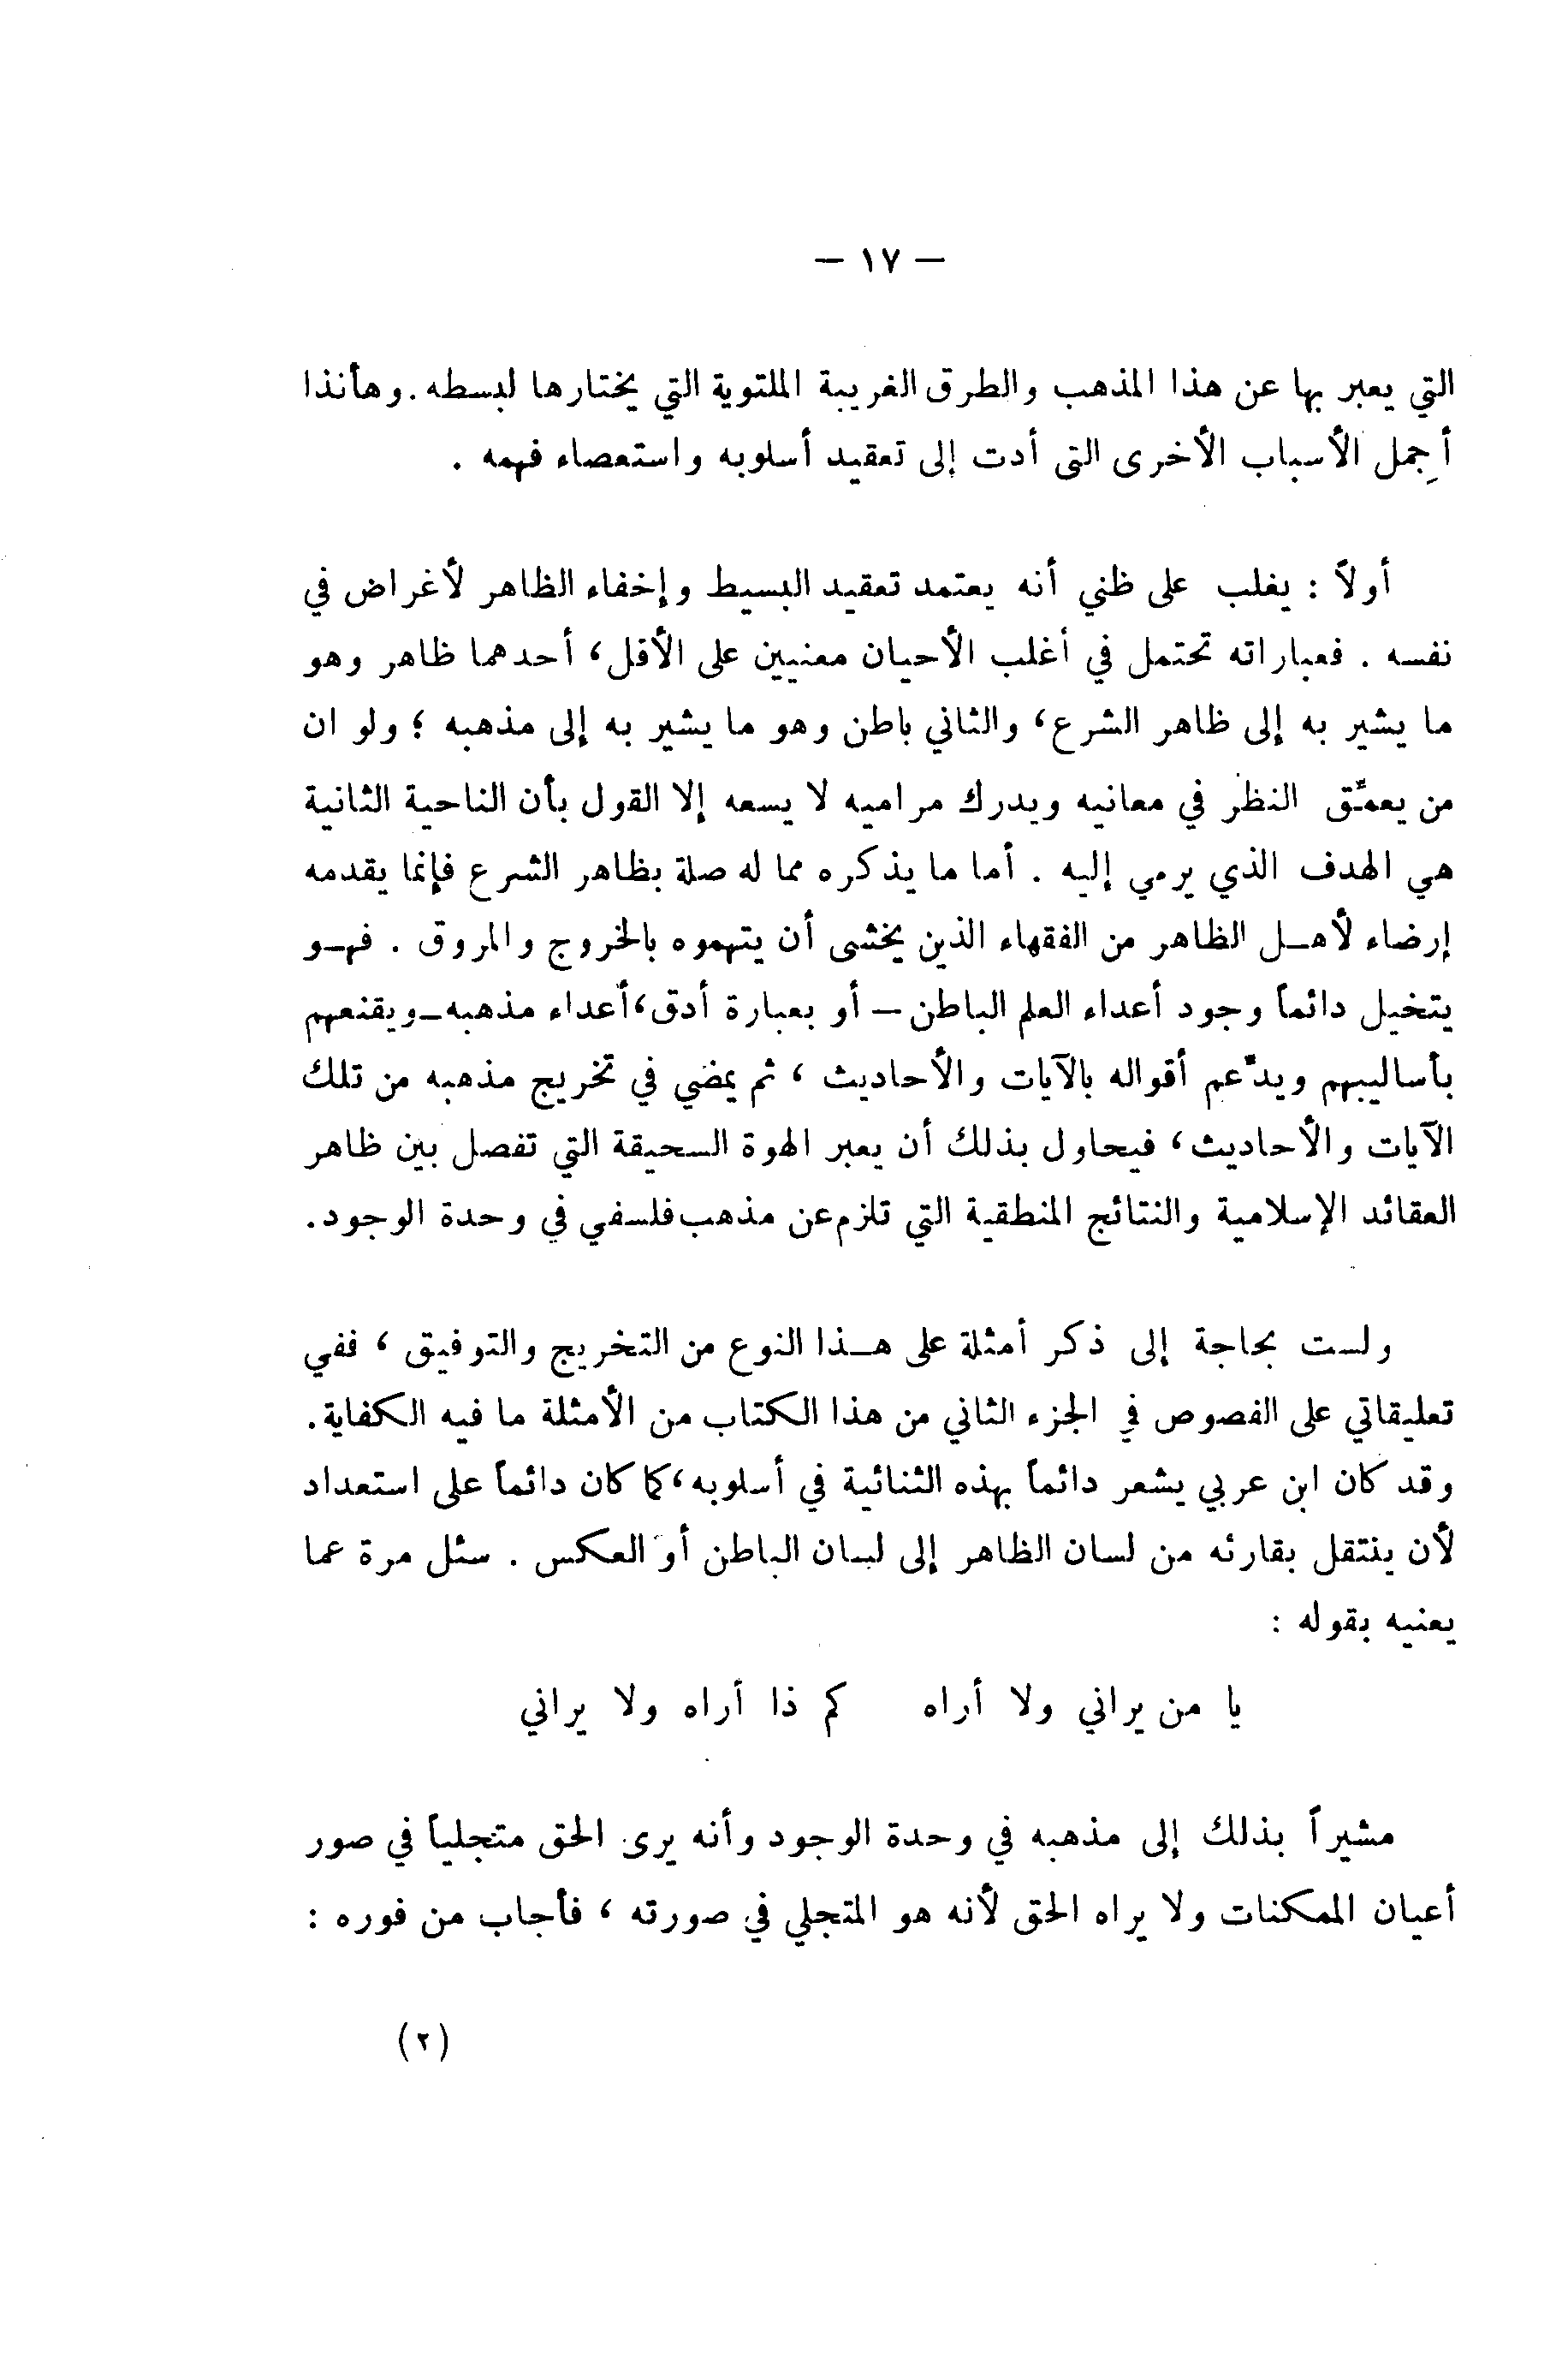 — ١٧ —
التي يعبر بها عن هذا المذهب والطرق الغريبة الملتوية التي يختارها لبسطه. وهأنذا
أجمل الأسباب الأخرى التى أدت إلى تعقيد أسلوبه واستعصاء فهمه .
أولاً : يغلب على ظني أنه يعتمد تعقيد البسيط وإخفاء الظاهر لأغراض في
نفسه . فعباراته تحتمل في أغلب الأحيان معنيين على الأقل، أحدهما ظاهر وهو
ما يشير به إلى ظاهر الشرع، والثاني باطن وهو ما يشير به إلى مذهبه ؛ ولو ان
من يعمِّق النظر في معانيه ويدرك مراميه لا يسعه إلا القول بأن الناحية الثانية
هي الهدف الذي يرمي إليه . أما ما يذكره مما له صلة بظاهر الشرع فإنما يقدمه
إرضاء لأهـل الظاهر من الفقهاء الذين يخشى أن يتهموه بالخروج والمروق . فهـو
يتخيل دائماً وجود أعداء العلم الباطن – أو بعبارة أدق، أعداء مذهبه – ويقنعهم
بأساليبهم ويدّعم أقواله بالآيات والأحاديث ، ثم يمضي في تخريج مذهبه من تلك
الآيات والأحاديث، فيحاول بذلك أن يعبر الهوة السحيقة التي تفصل بين ظاهر
العقائد الإسلامية والنتائج المنطقية التي تلزم عن مذهب فلسفي في وحدة الوجود.
ولست بحاجة إلى ذكر أمثلة على هـذا النوع من التخريج والتوفيق ، ففي
تعليقاتي على الفصوص في الجزء الثاني من هذا الكتاب من الأمثلة ما فيه الكفاية.
وقد كان ابن عربي يشعر دائماً بهذه الثنائية في أسلوبه، كما كان دائماً على استعداد
لأن ينتقل بقارئه من لسان الظاهر إلى لسان الباطن أو العكس . سئل مرة عما
يعنيه بقوله :
يا من يراني ولا أراه كم ذا أراه ولا يراني
مشيراً بذلك إلى مذهبه في وحدة الوجود وأنه يرى الحق متجلياً في صور
أعيان الممكنات ولا يراه الحق لأنه هو المتجلي في صورته ، فأجاب من فوره :
(٢)